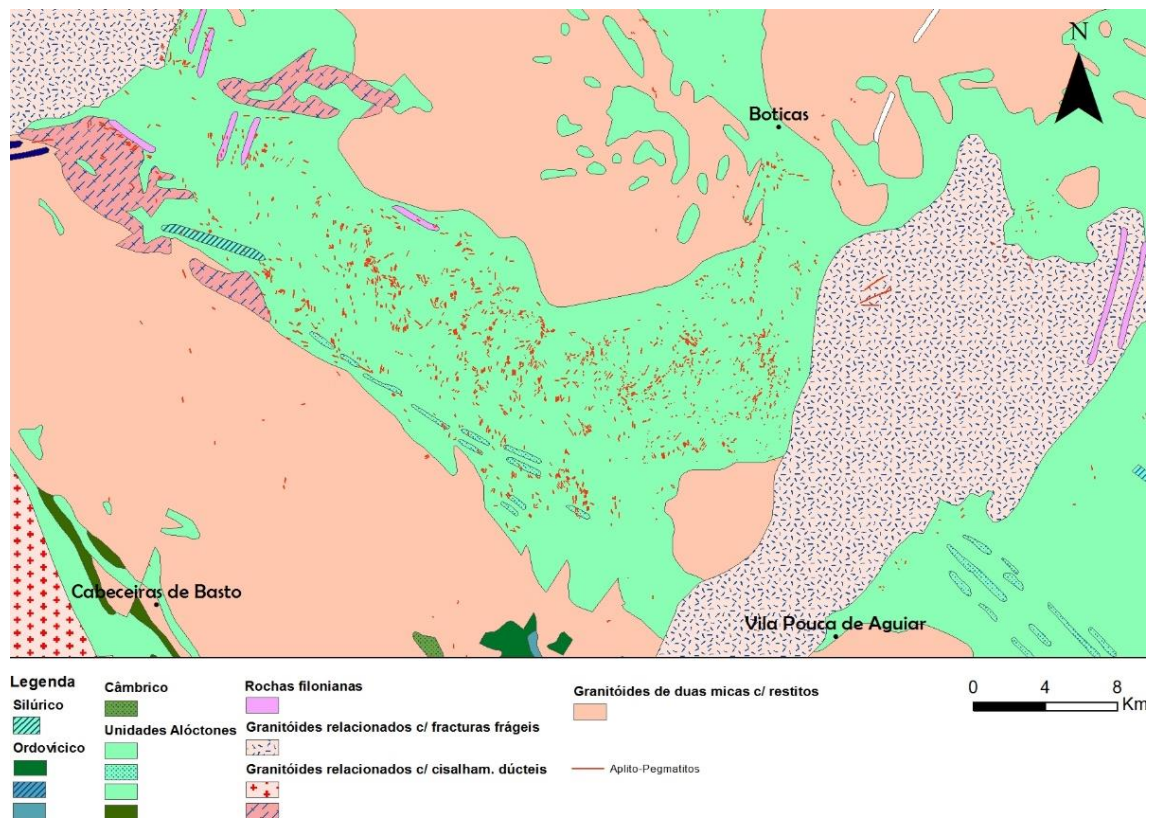 N
Boticas
Cabeceiras de Basto
Vila Pouca de Aguiar
Legenda
Silúrico
Ordovicico
Câmbrico
Unidades Alóctones
Rochas filonianas
Granitóides relacionados c/ fracturas frágeis
Granitóides relacionados c/ cisalham. dúcteis
Granitóides de duas micas c/ restitos
Aplito-Pegmatitos
0 4 8
Km